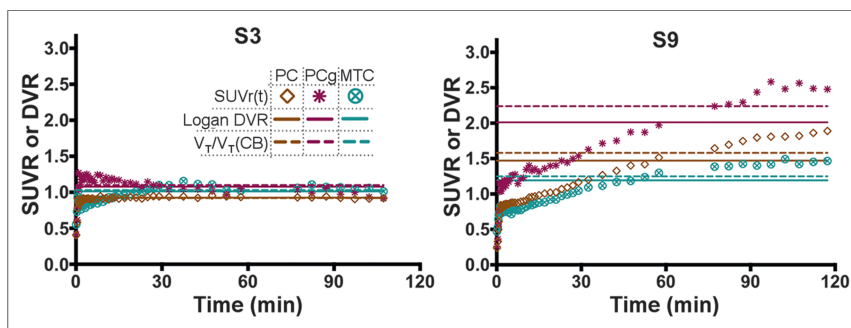 S3
SUVR or DVR
3.0
2.5
2.0
1.5
1.0
0.5
0.0
PC PCg MTC
SUVr(t)
Logan DVR
VT/VT(CB)
0 30 60 90 120
Time (min)
S9
SUVR or DVR
3.0
2.5
2.0
1.5
1.0
0.5
0.0
0 30 60 90 120
Time (min)